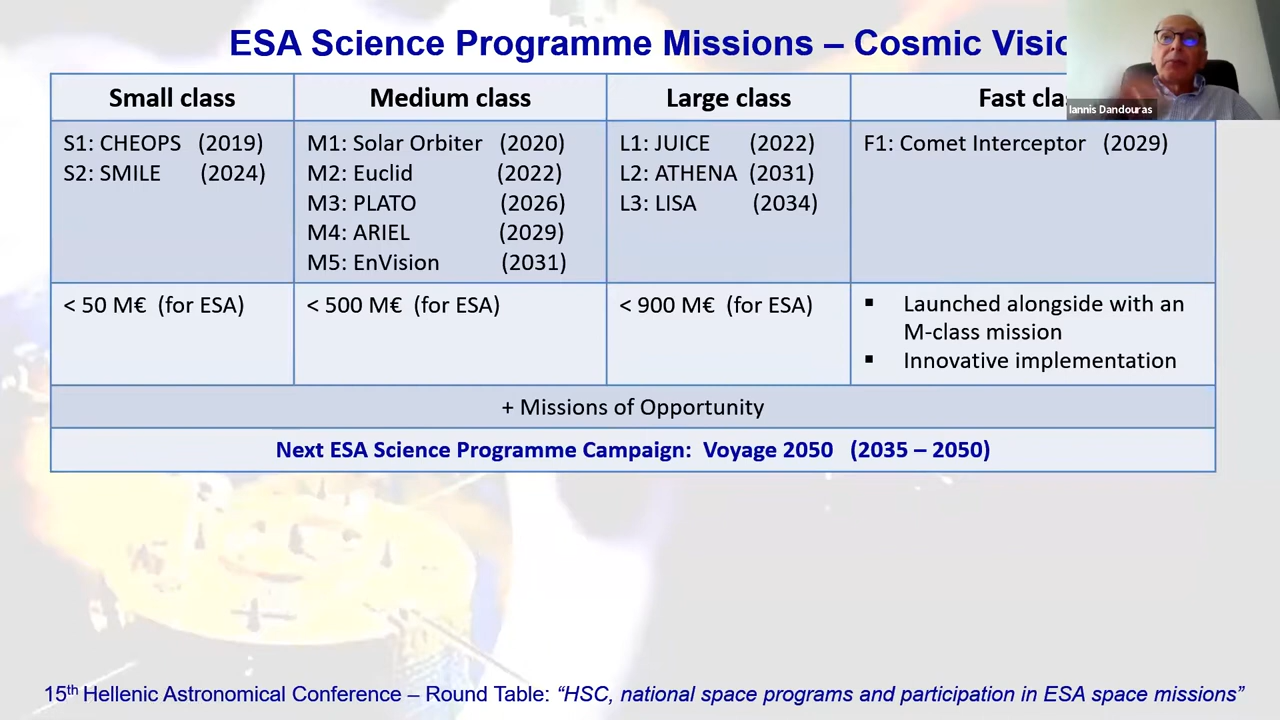 ESA Science Programme Missions – Cosmic
Iannis Dandouras
Small class
Medium class
Large class
Fast
S1: CHEOPS (2019)
S2: SMILE (2024)
M1: Solar Orbiter (2020)
M2: Euclid (2022)
M3: PLATO (2026)
M4: ARIEL (2029)
M5: EnVision (2031)
L1: JUICE (2022)
L2: ATHENA (2031)
L3: LISA (2034)
F1: Comet Interceptor (2029)
< 50 M€ (for ESA)
< 500 M€ (for ESA)
< 900 M€ (for ESA)
▪ Launched alongside with an
M-class mission
▪ Innovative implementation
+ Missions of Opportunity
Next ESA Science Programme Campaign: Voyage 2050 (2035 – 2050)
15th Hellenic Astronomical Conference – Round Table: “HSC, national space programs and participation in ESA space missions”